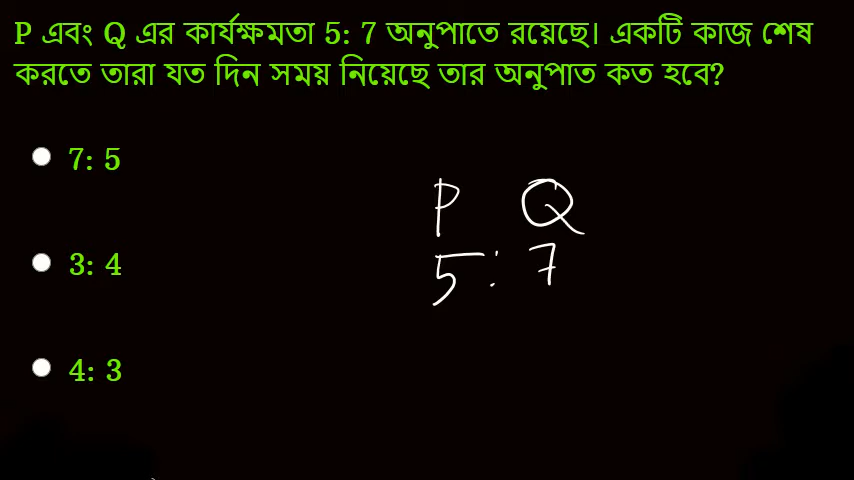 P এবং Q এর কার্যক্ষমতা 5: 7 অনুপাতে রয়েছে। একটি কাজ শেষ
করতে তারা যত দিন সময় নিয়েছে তার অনুপাত কত হবে?
7: 5
P Q
3: 4
5: 7
4: 3